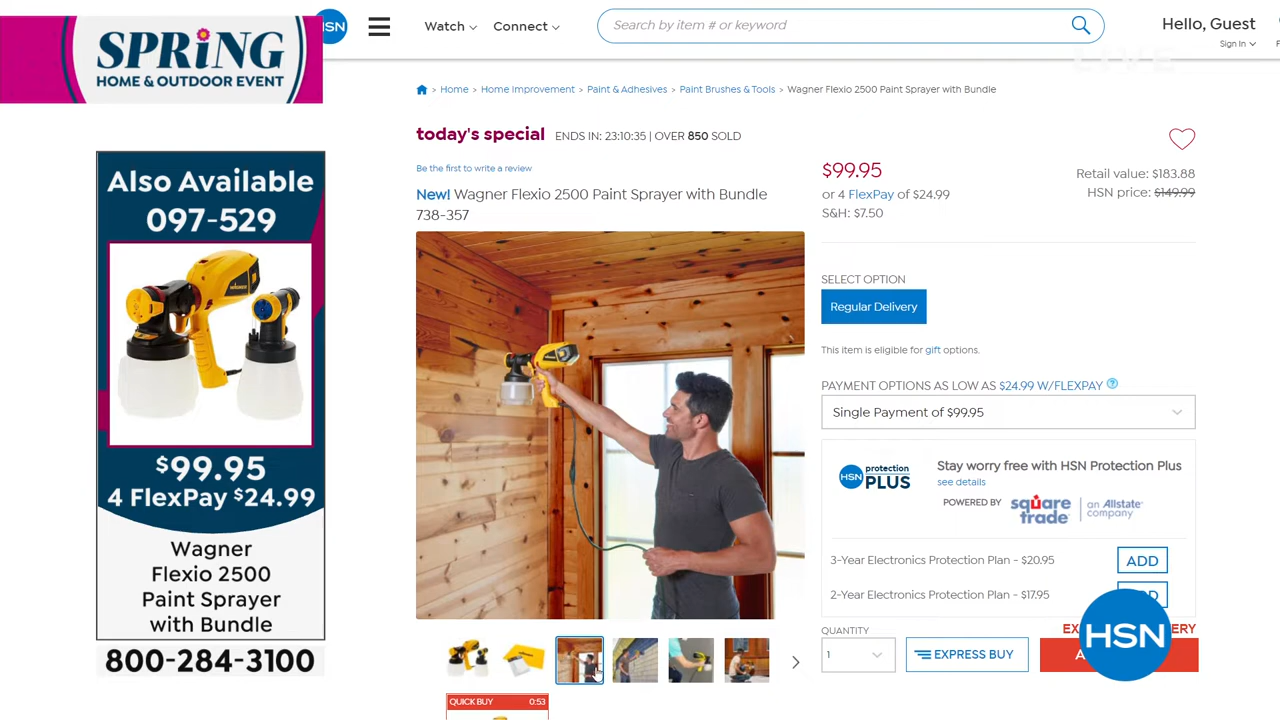 SPRiNG
HOME & OUTDOOR EVENT
Also Available
097-529
WAGNER
$99.95
4 FlexPay $24.99
Wagner
Flexio 2500
Paint Sprayer
with Bundle
800-284-3100
HSN
Watch
Connect
Search by item # or keyword
Hello, Guest
Sign In
LIVE
> Home > Home improvement > Paint & Adhesives > Paint Brushes & Tools > Wagner Flexio 2500 Paint Sprayer with Bundle
today's special ENDS IN: 23:10:35 | OVER 850 SOLD
Be the first to write a review
New! Wagner Flexio 2500 Paint Sprayer with Bundle
738-357
$99.95
or 4 FlexPay of $24.99
S&H: $7.50
Retail value: $183.88
HSN price: $149.99
SELECT OPTION
Regular Delivery
This item is eligible for gift options.
PAYMENT OPTIONS AS LOW AS $24.99 W/FLEXPAY ?
Single Payment of $99.95
HSN protection PLUS
Stay worry free with HSN Protection Plus
see details
POWERED BY square trade an Allstate company
3-Year Electronics Protection Plan - $20.95
ADD
2-Year Electronics Protection Plan - $17.95
QUANTITY
1
EXPRESS BUY
HSN
QUICK BUY 0:53